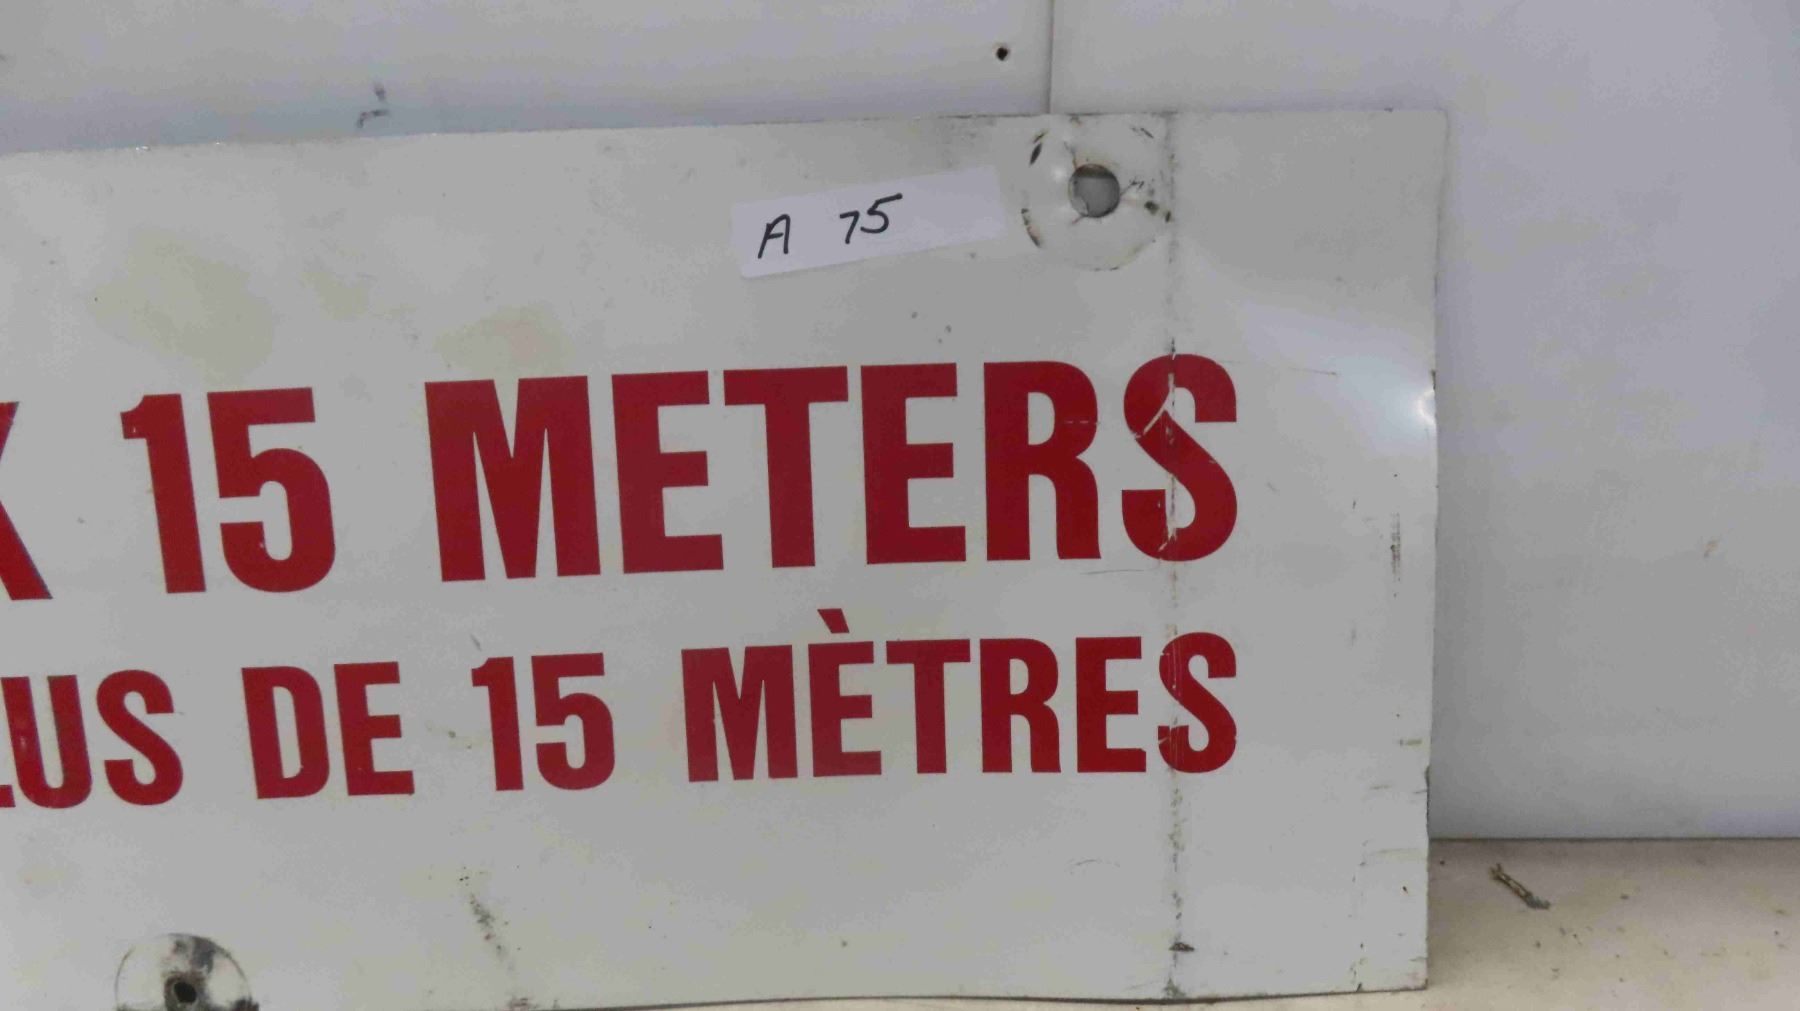 A 75
15 METERS
DE 15 MÈTRES